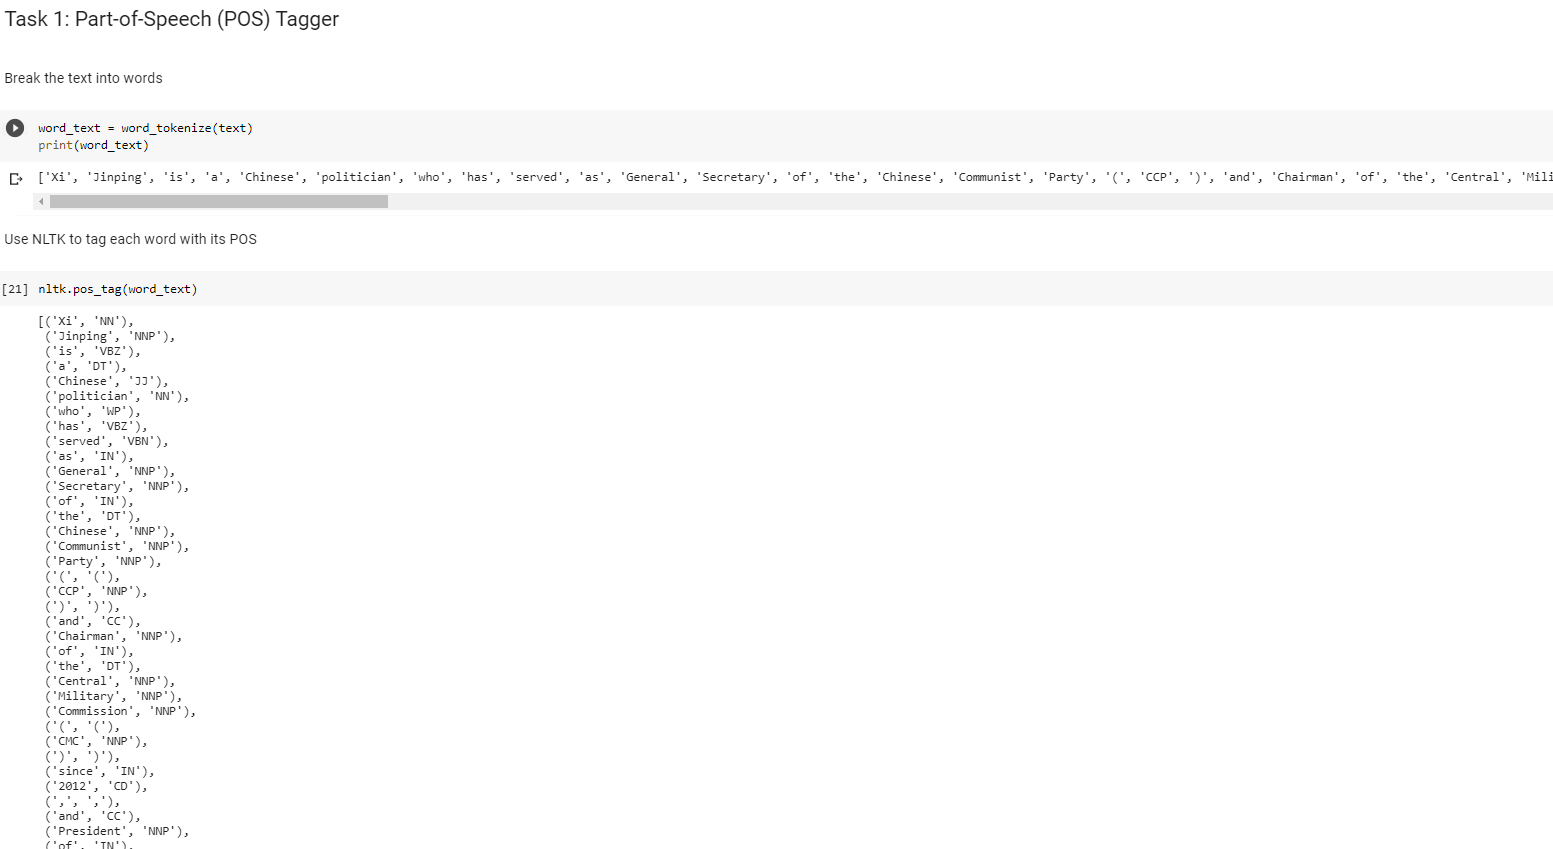 Task 1: Part-of-Speech (POS) Tagger
Break the text into words
word_text = word_tokenize(text)
print(word_text)
['Xi', 'Jinping', 'is', 'a', 'Chinese', 'politician', 'who', 'has', 'served', 'as', 'General', 'Secretary', 'of', 'the', 'Chinese', 'Communist', 'Party', '(', 'CCP', ')', 'and', 'Chairman', 'of', 'the', 'Central', 'Mili
Use NLTK to tag each word with its POS
[21] nltk.pos_tag(word_text)
[('Xi', 'NN'),
('Jinping', 'NNP'),
('is', 'VBZ'),
('a', 'DT'),
('Chinese', 'JJ'),
('politician', 'NN'),
('who', 'WP'),
('has', 'VBZ'),
('served', 'VBN'),
('as', 'IN'),
('General', 'NNP'),
('Secretary', 'NNP'),
('of', 'IN'),
('the', 'DT'),
('Chinese', 'NNP'),
('Communist', 'NNP'),
('Party', 'NNP'),
('(', '('),
('CCP', 'NNP'),
(')', ')'),
('and', 'CC'),
('Chairman', 'NNP'),
('of', 'IN'),
('the', 'DT'),
('Central', 'NNP'),
('Military', 'NNP'),
('Commission', 'NNP'),
('(', '('),
('CMC', 'NNP'),
(')', ')'),
('since', 'IN'),
('2012', 'CD'),
(',', ','),
('and', 'CC'),
('President', 'NNP'),
('of', 'IN'),